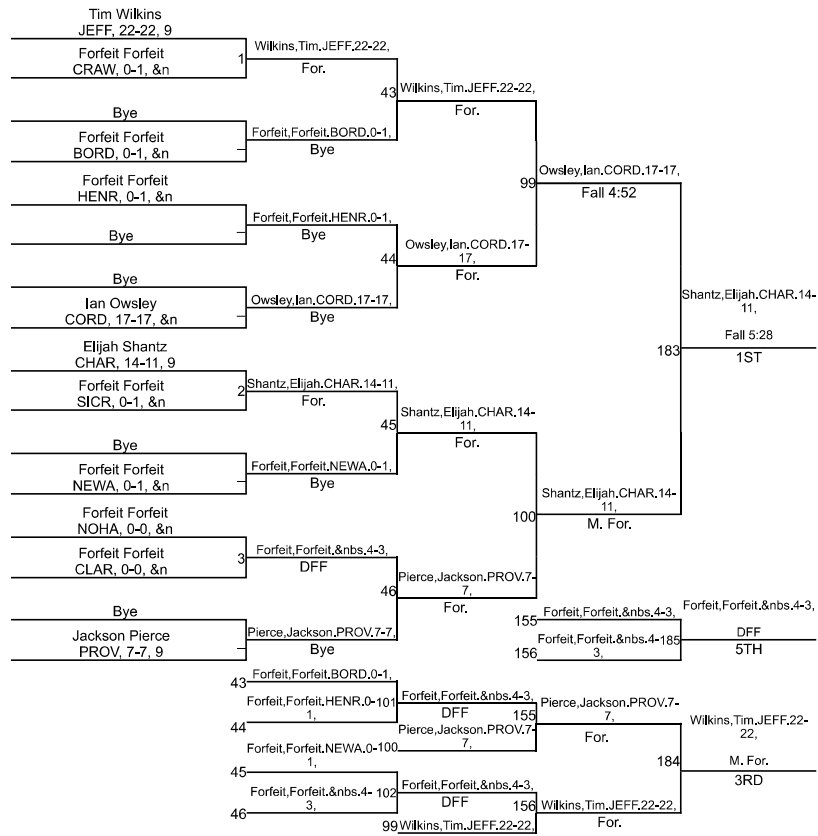 Tim Wilkins
JEFF, 22-22, 9
Forfeit Forfeit
CRAW, 0-1, &n
1
Wilkins,Tim.JEFF.22-22,
For.
Bye
Forfeit Forfeit
BORD, 0-1, &n
Forfeit,Forfeit.BORD.0-1,
Bye
43
Wilkins,Tim.JEFF.22-22,
For.
Forfeit Forfeit
HENR, 0-1, &n
Bye
Forfeit,Forfeit.HENR.0-1,
Bye
Bye
Ian Owsley
CORD, 17-17, &n
Owsley,Ian.CORD.17-17,
Bye
44
Owsley,Ian.CORD.17-
17,
For.
99
Owsley,Ian.CORD.17-17,
Fall 4:52
Elijah Shantz
CHAR, 14-11, 9
Forfeit Forfeit
SICR, 0-1, &n
2
Shantz,Elijah.CHAR.14-11,
For.
Bye
Forfeit Forfeit
NEWA, 0-1, &n
Forfeit,Forfeit.NEWA.0-1,
Bye
45
Shantz,Elijah.CHAR.14-
11,
For.
Forfeit Forfeit
NOHA, 0-0, &n
Forfeit Forfeit
CLAR, 0-0, &n
3
Forfeit,Forfeit.&nbs.4-3,
DFF
Bye
Jackson Pierce
PROV, 7-7, 9
Pierce,Jackson.PROV.7-7,
Bye
46
Pierce,Jackson.PROV.7-
7,
For.
100
Shantz,Elijah.CHAR.14-
11,
M. For.
183
Shantz,Elijah.CHAR.14-
11,
Fall 5:28
1ST
155
Forfeit,Forfeit.&nbs.4-3,
156
Forfeit,Forfeit.&nbs.4-
3,
185
Forfeit,Forfeit.&nbs.4-3,
DFF
5TH
43
Forfeit,Forfeit.BORD.0-1,
44
Forfeit,Forfeit.HENR.0-
1,
101
Forfeit,Forfeit.&nbs.4-3,
DFF
100
Pierce,Jackson.PROV.7-
7,
155
Pierce,Jackson.PROV.7-
7,
For.
45
Forfeit,Forfeit.NEWA.0-
1,
46
Forfeit,Forfeit.&nbs.4-
3,
102
Forfeit,Forfeit.&nbs.4-3,
DFF
99
Wilkins,Tim.JEFF.22-22,
156
Wilkins,Tim.JEFF.22-22,
For.
184
Wilkins,Tim.JEFF.22-
22,
M. For.
3RD